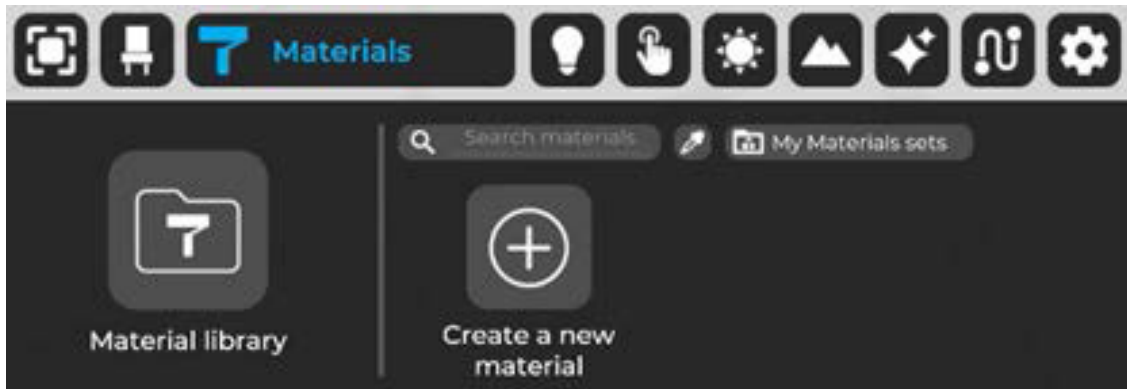 Materials
Search materials
My Materials sets
Material library
Create a new
material